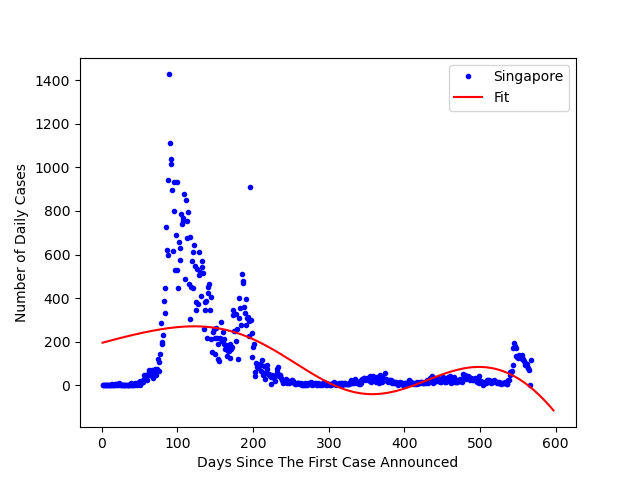 Singapore
Fit
1400
1200
1000
800
600
400
200
0
Number of Daily Cases
0 100 200 300 400 500 600
Days Since The First Case Announced